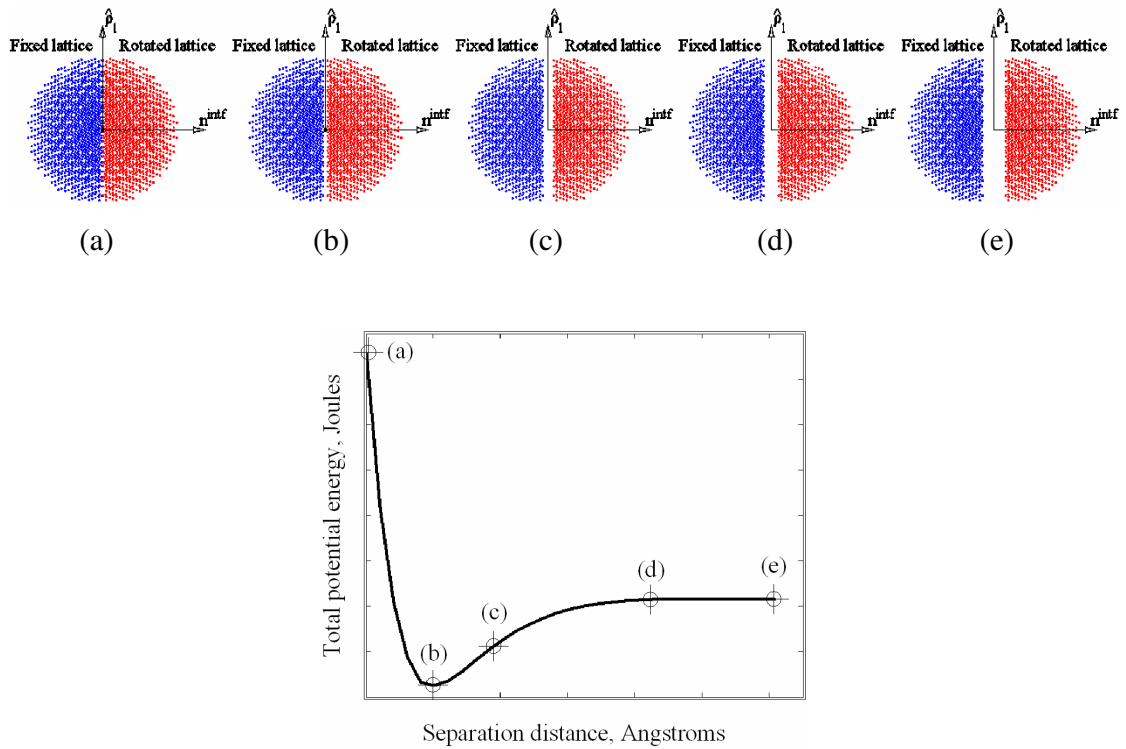 ρ̂₁ ρ̂₁ ρ̂₁ ρ̂₁ ρ̂₁
Fixed lattice Rotated lattice Fixed lattice Rotated lattice Fixed lattice Rotated lattice Fixed lattice Rotated lattice Fixed lattice Rotated lattice
n^intf n^intf n^intf n^intf n^intf
(a) (b) (c) (d) (e)
(a)
(d) (e)
(c)
(b)
Total potential energy, Joules
Separation distance, Angstroms